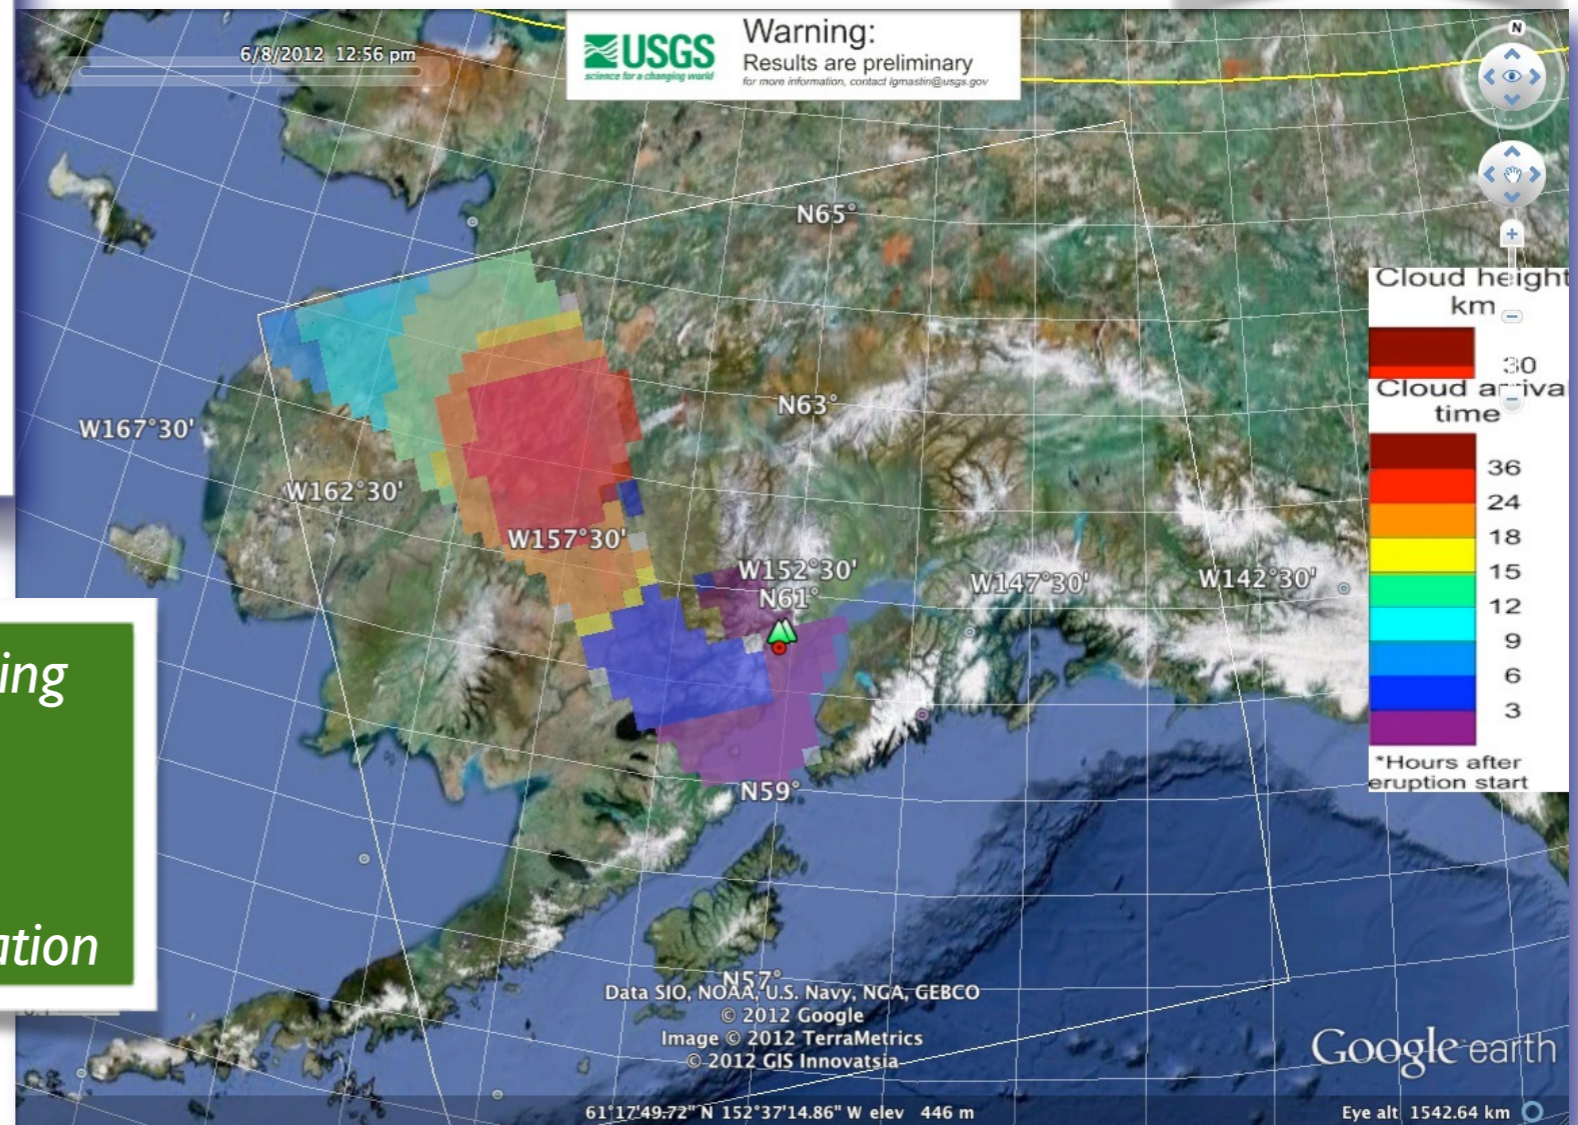 6/8/2012 12:56 pm
USGS
science for a changing world
Warning:
Results are preliminary
for more information, contact lgmastin@usgs.gov
N
N65°
Cloud height
km
30
Cloud arrival
time
36
24
18
15
12
9
6
3
*Hours after
eruption start
N63°
W167°30'
W162°30'
W157°30'
W152°30'
N61°
W147°30'
W142°30'
ing
ation
N59°
N57°
Data SIO, NOAA, U.S. Navy, NGA, GEBCO
© 2012 Google
Image © 2012 TerraMetrics
© 2012 GIS Innovatsia
Google earth
61°17'49.72" N 152°37'14.86" W elev 446 m
Eye alt 1542.64 km